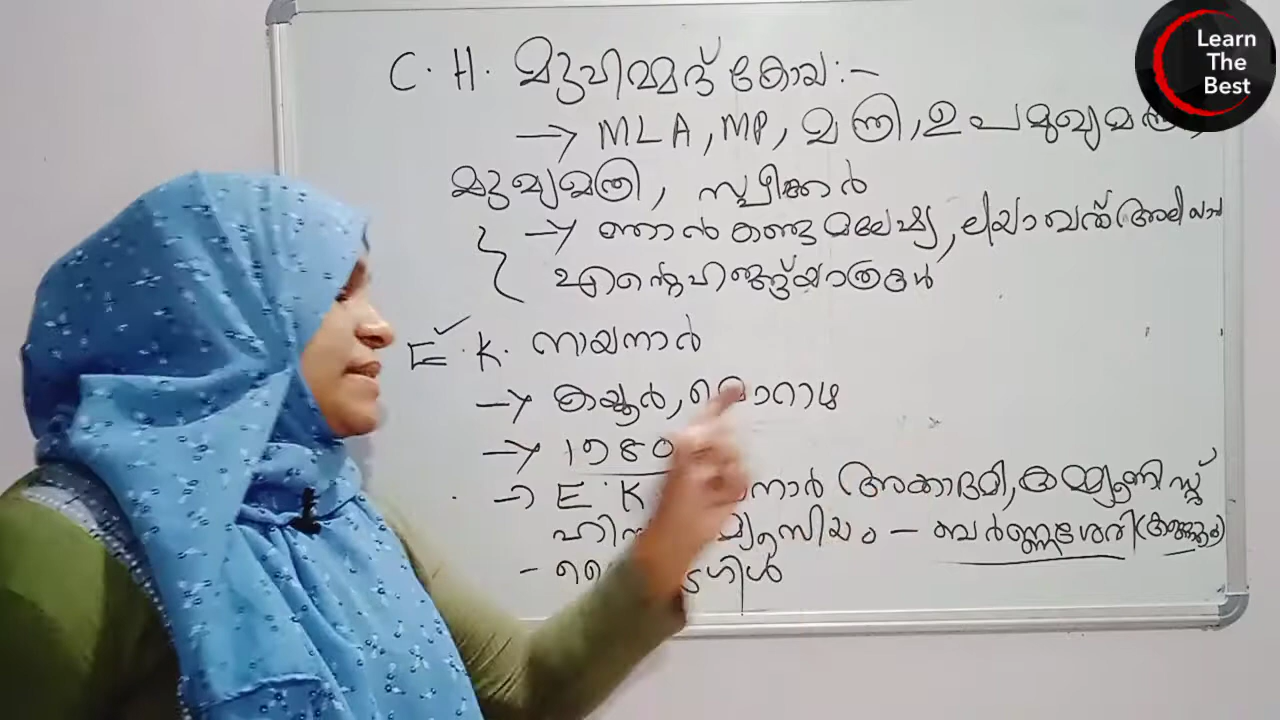 Learn
The
Best
C. H. മുഹമ്മദ് കോയ:-
→ MLA, MP, മന്ത്രി, ഉപമുഖ്യമന്ത്രി,
മുഖ്യമന്ത്രി, സ്പീക്കർ
→ ഞാൻ കണ്ട മലേഷ്യ, ലിയാഖത്ത് അലി ഖാൻ
എന്റെ ഹജ്ജ് യാത്രകൾ
E. K. നായനാർ
→ കയ്യൂർ, മൊറാഴ
→ 1980
→ E. K. നാർ അക്കാദമി, കമ്മ്യൂണിസ്റ്റ്
മ്യൂസിയം - ബർണ്ണശേരി (കണ്ണൂർ)